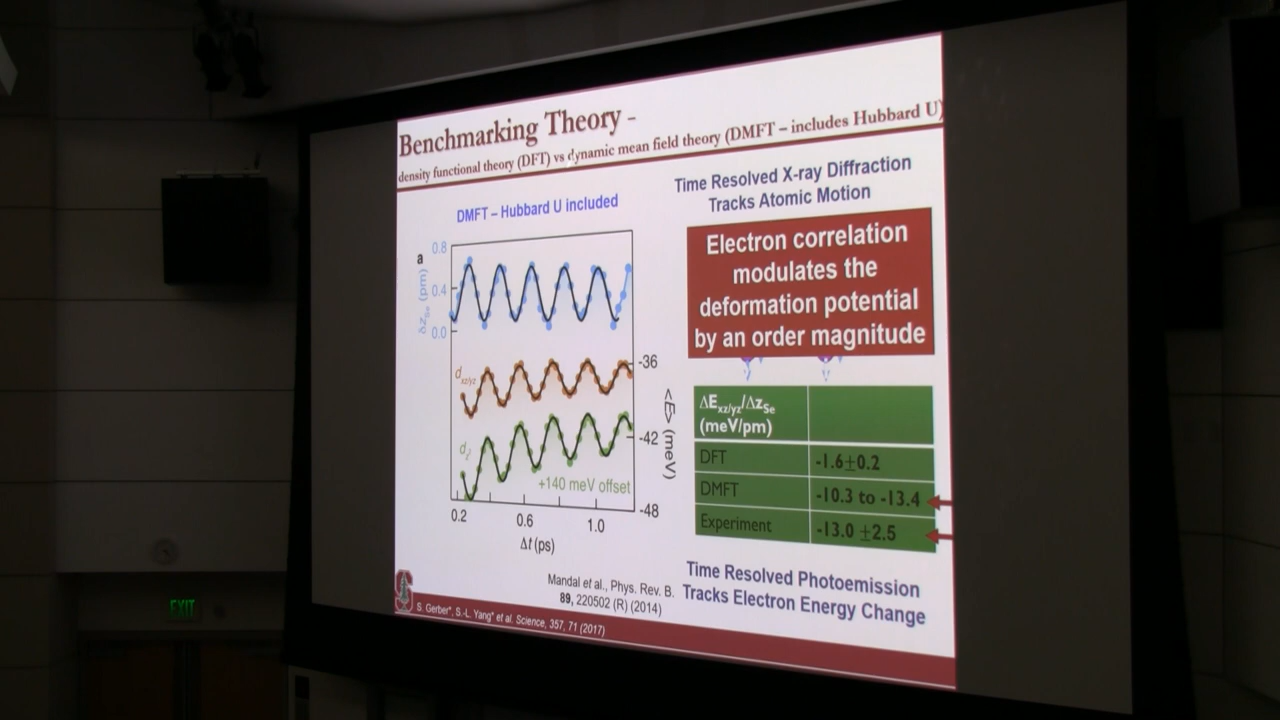 Benchmarking Theory -
density functional theory (DFT) vs dynamic mean field theory (DMFT – includes Hubbard U)
DMFT – Hubbard U included
a
0.8
0.4
0.0
δz_Se (pm)
d_xz/yz
d_z²
+140 meV offset
-36
-42
-48
<E> (meV)
0.2 0.6 1.0
Δt (ps)
Mandal et al., Phys. Rev. B.
89, 220502 (R) (2014)
Time Resolved X-ray Diffraction
Tracks Atomic Motion
Electron correlation
modulates the
deformation potential
by an order magnitude
ΔE_xz/yz/Δz_Se
(meV/pm)
DFT -1.6±0.2
DMFT -10.3 to -13.4
Experiment -13.0 ±2.5
Time Resolved Photoemission
Tracks Electron Energy Change
S. Gerber*, S.-L. Yang* et al. Science, 357, 71 (2017)
EXIT